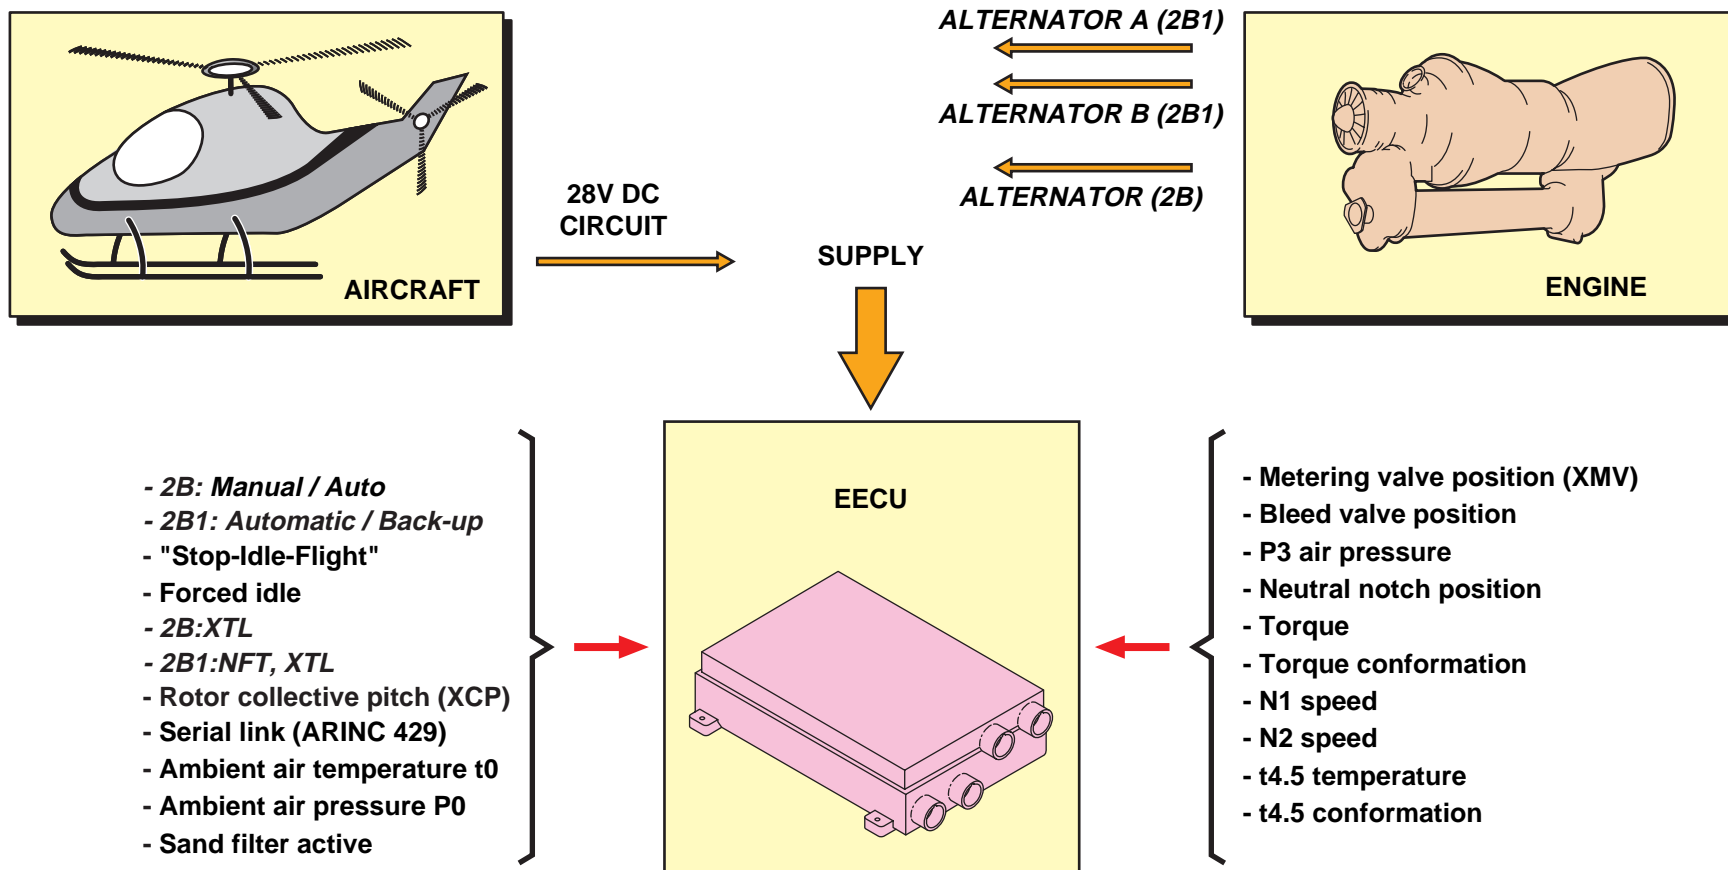 ALTERNATOR A (2B1)
ALTERNATOR B (2B1)
ALTERNATOR (2B)
28V DC
CIRCUIT
SUPPLY
AIRCRAFT
ENGINE
- 2B: Manual / Auto
- 2B1: Automatic / Back-up
- "Stop-Idle-Flight"
- Forced idle
- 2B:XTL
- 2B1:NFT, XTL
- Rotor collective pitch (XCP)
- Serial link (ARINC 429)
- Ambient air temperature t0
- Ambient air pressure P0
- Sand filter active
EECU
- Metering valve position (XMV)
- Bleed valve position
- P3 air pressure
- Neutral notch position
- Torque
- Torque conformation
- N1 speed
- N2 speed
- t4.5 temperature
- t4.5 conformation